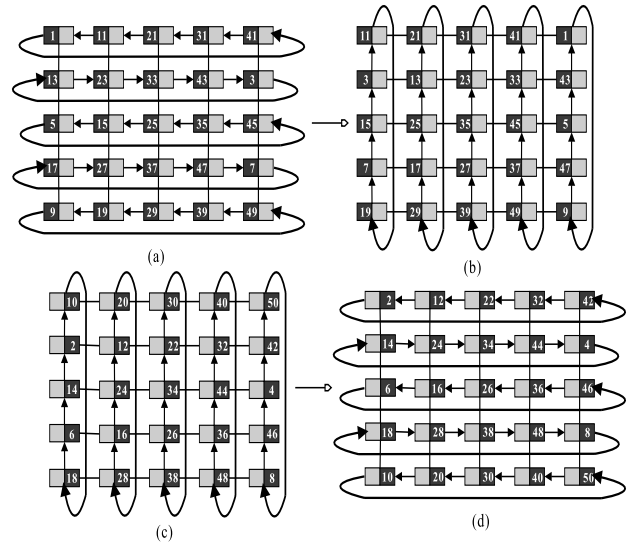 1 11 21 31 41
13 23 33 43 3
5 15 25 35 45
17 27 37 47 7
9 19 29 39 49
(a)
11 21 31 41 1
3 13 23 33 43
15 25 35 45 5
7 17 27 37 47
19 29 39 49 9
(b)
10 20 30 40 50
2 12 22 32 42
14 24 34 44 4
6 16 26 36 46
18 28 38 48 8
(c)
2 12 22 32 42
14 24 34 44 4
6 16 26 36 46
18 28 38 48 8
10 20 30 40 50
(d)